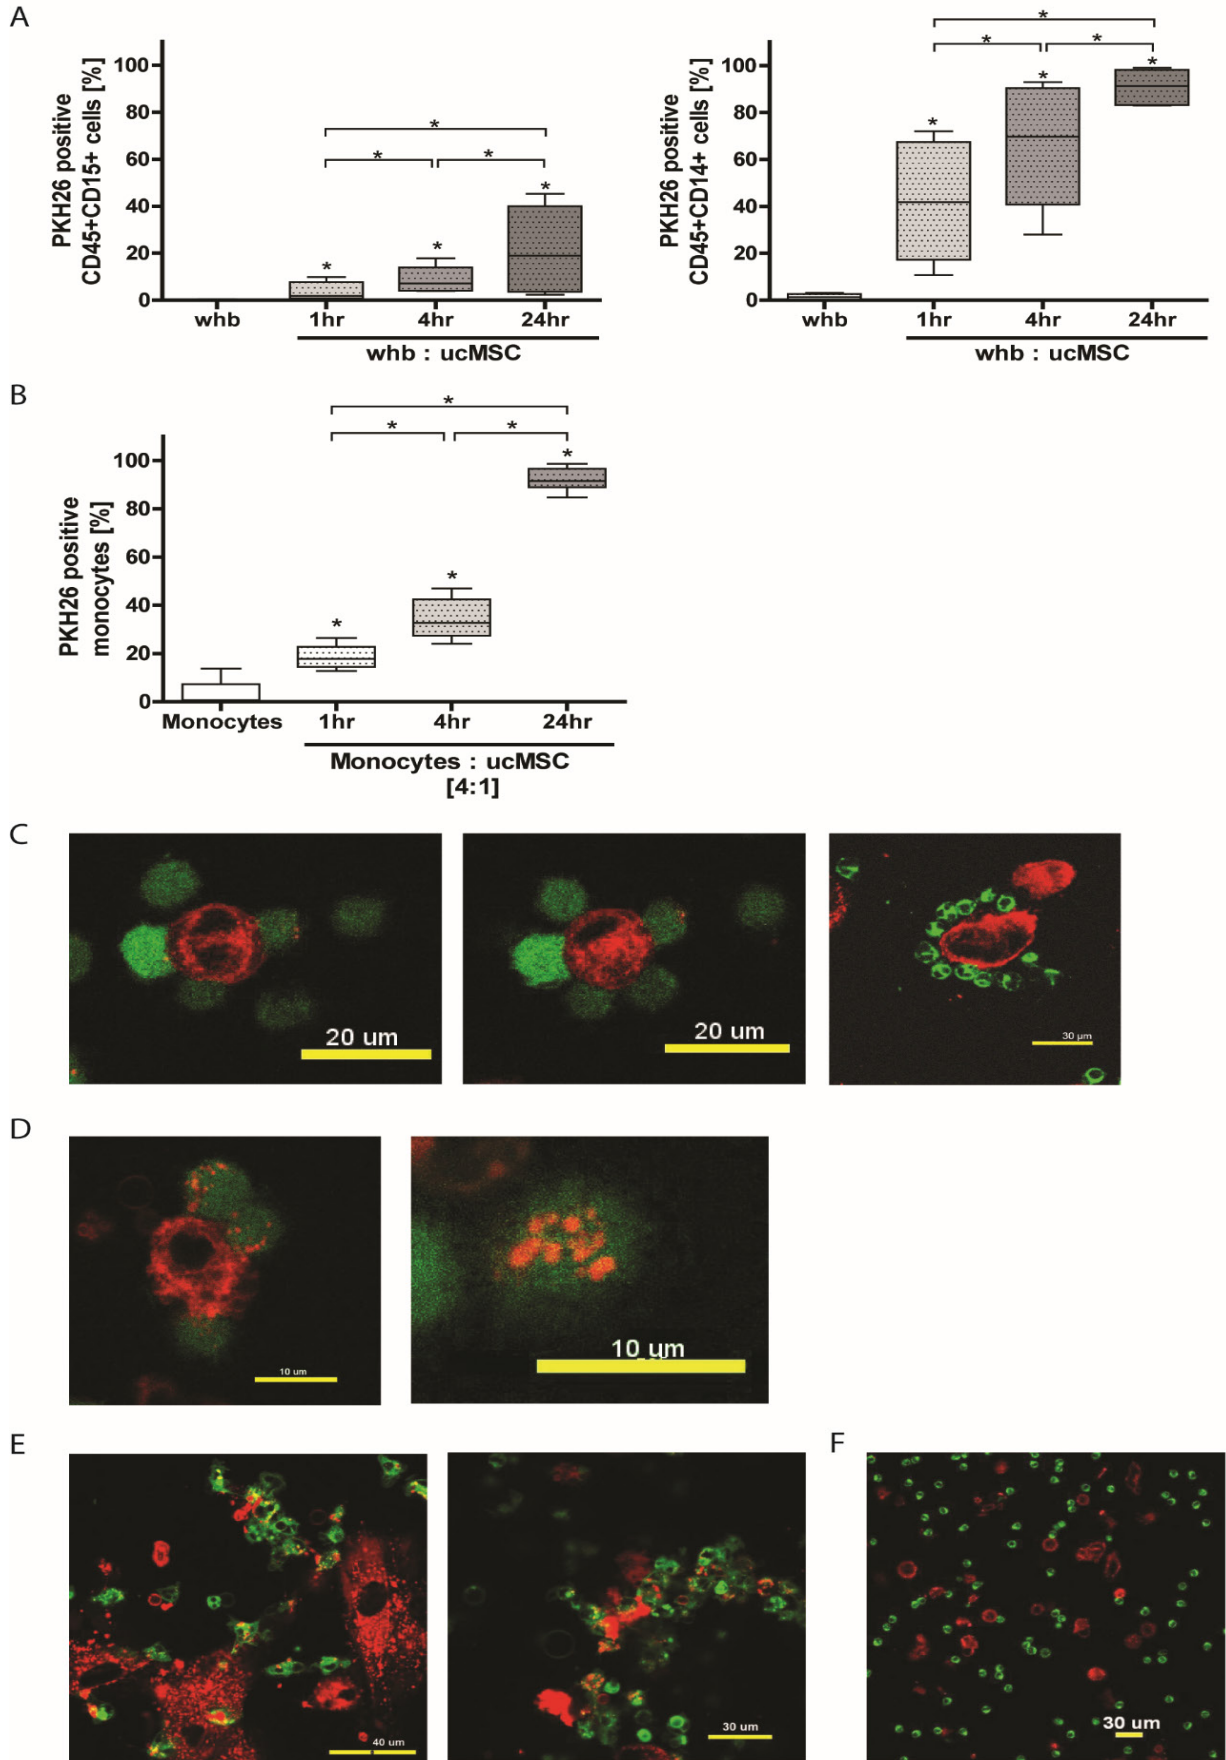 A
PKH26 positive
CD45+CD15+ cells [%]
100
80
60
40
20
0
*
*
*
*
*
*
whb
1hr
4hr
24hr
whb : ucMSC
PKH26 positive
CD45+CD14+ cells [%]
100
80
60
40
20
0
*
*
*
*
*
*
whb
1hr
4hr
24hr
whb : ucMSC
B
PKH26 positive
monocytes [%]
100
80
60
40
20
0
*
*
*
*
*
*
Monocytes
1hr
4hr
24hr
Monocytes : ucMSC
[4:1]
C
20 um
20 um
30 µm
D
10 um
10 um
E
40 um
30 um
F
30 um